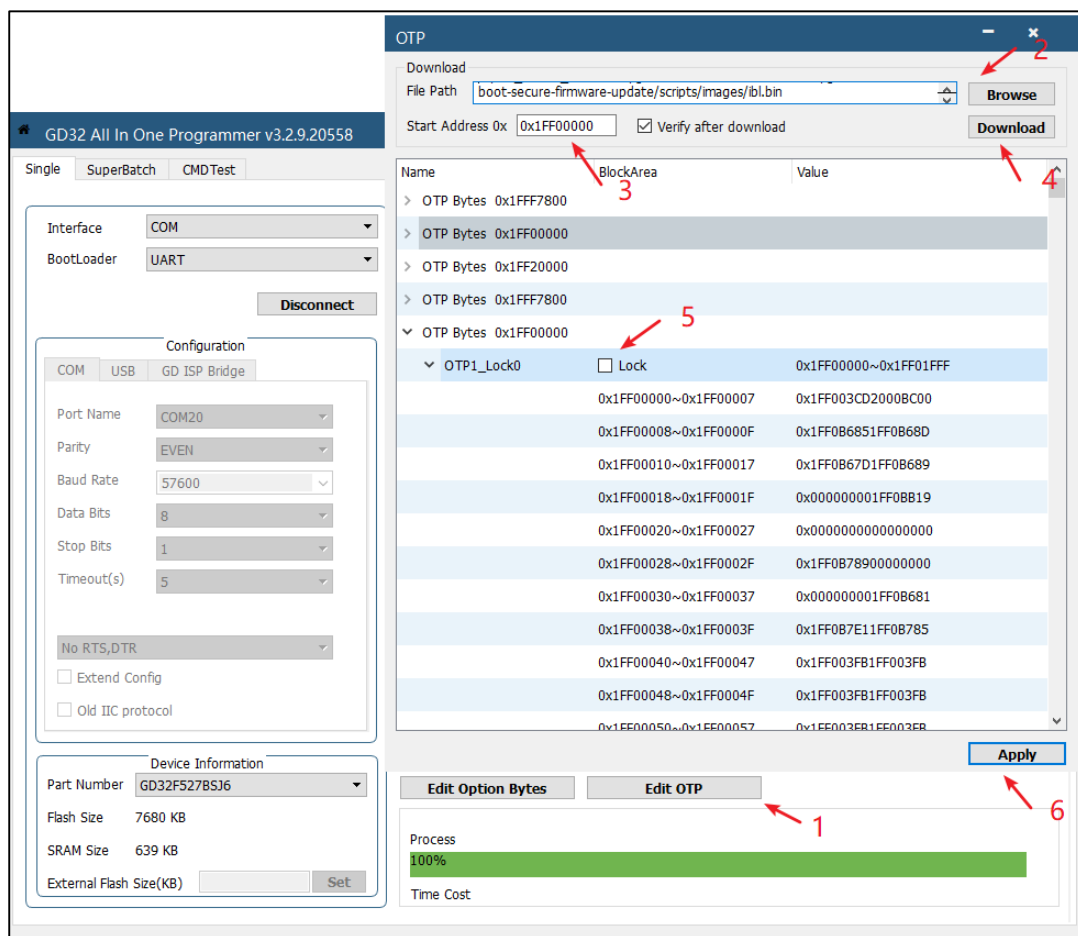 OTP
Download
File Path boot-secure-firmware-update/scripts/images/ibl.bin Browse 2
Start Address 0x 0x1FF00000 Verify after download Download
3 4
GD32 All In One Programmer v3.2.9.20558
Single SuperBatch CMDTest
Interface COM
BootLoader UART
Disconnect
Configuration
COM USB GD ISP Bridge
Port Name COM20
Parity EVEN
Baud Rate 57600
Data Bits 8
Stop Bits 1
Timeout(s) 5
No RTS,DTR
Extend Config
Old IIC protocol
Device Information
Part Number GD32F527BSJ6
Flash Size 7680 KB
SRAM Size 639 KB
External Flash Size(KB) Set
Name BlockArea Value
OTP Bytes 0x1FFF7800
OTP Bytes 0x1FF00000
OTP Bytes 0x1FF20000
OTP Bytes 0x1FFF7800
OTP Bytes 0x1FF00000
5
OTP1_Lock0 Lock 0x1FF00000~0x1FF01FFF
0x1FF00000~0x1FF00007 0x1FF003CD2000BC00
0x1FF00008~0x1FF0000F 0x1FF0B6851FF0B68D
0x1FF00010~0x1FF00017 0x1FF0B67D1FF0B689
0x1FF00018~0x1FF0001F 0x000000001FF0BB19
0x1FF00020~0x1FF00027 0x0000000000000000
0x1FF00028~0x1FF0002F 0x1FF0B78900000000
0x1FF00030~0x1FF00037 0x000000001FF0B681
0x1FF00038~0x1FF0003F 0x1FF0B7E11FF0B785
0x1FF00040~0x1FF00047 0x1FF003FB1FF003FB
0x1FF00048~0x1FF0004F 0x1FF003FB1FF003FB
0x1FF00050~0x1FF00057 0x1FF003FB1FF003FB
Apply
6
Edit Option Bytes Edit OTP
1
Process
100%
Time Cost